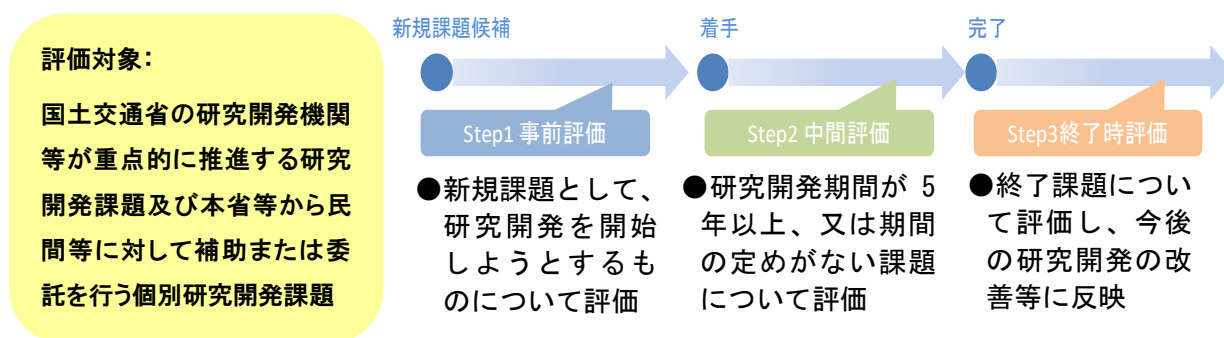 評価対象：
国土交通省の研究開発機関
等が重点的に推進する研究
開発課題及び本省等から民
間等に対して補助または委
託を行う個別研究開発課題
新規課題候補
着手
完了
Step1 事前評価
Step2 中間評価
Step3終了時評価
●新規課題として、
研究開発を開始
しようとするも
のについて評価
●研究開発期間が 5
年以上、又は期間
の定めがない課題
について評価
●終了課題につい
て評価し、今後
の研究開発の改
善等に反映